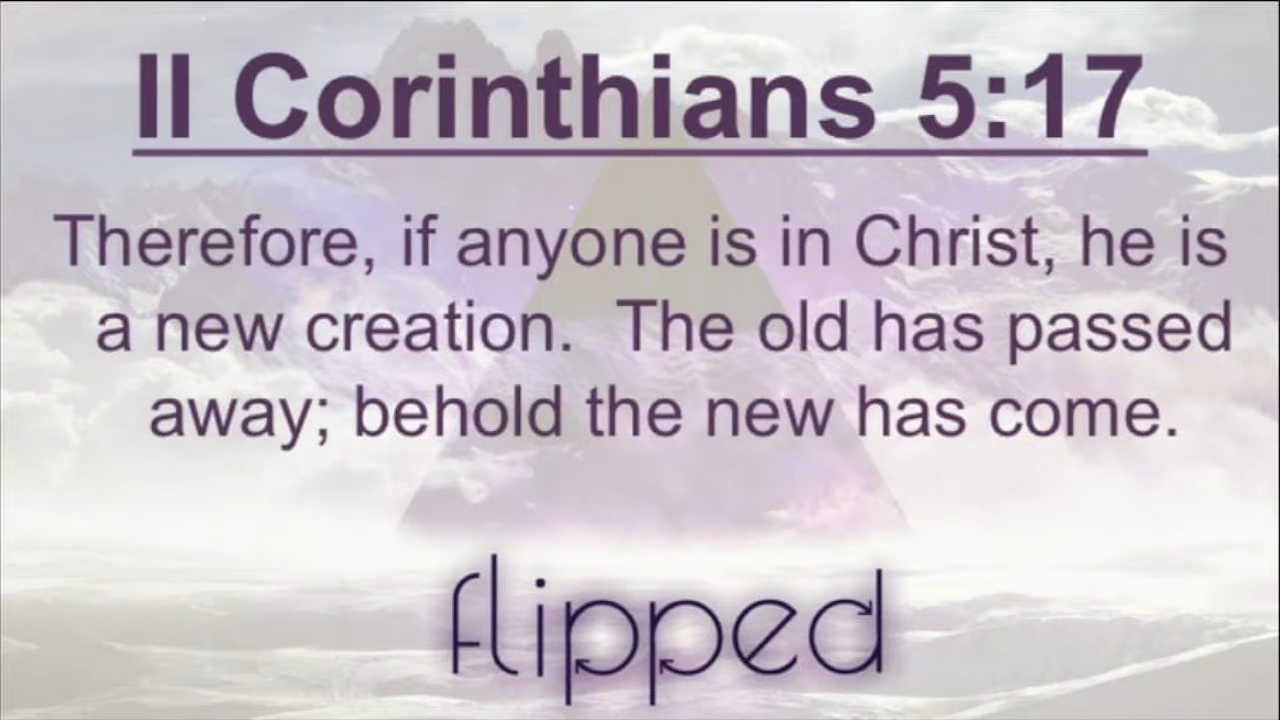 II Corinthians 5:17
Therefore, if anyone is in Christ, he is
a new creation.  The old has passed
away; behold the new has come.
flipped